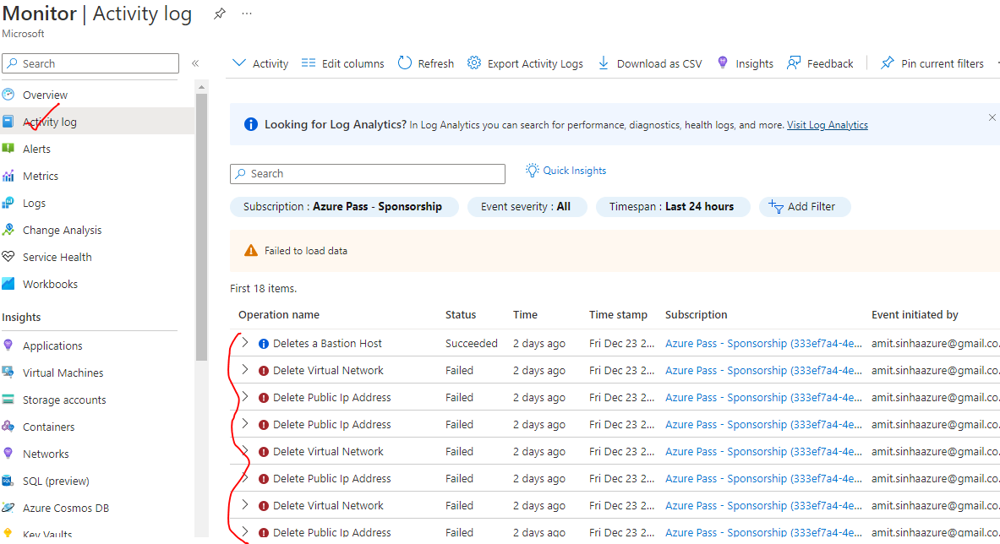 Monitor | Activity log ...
Microsoft
Search «
Overview
Activity log
Alerts
Metrics
Logs
Change Analysis
Service Health
Workbooks
Insights
Applications
Virtual Machines
Storage accounts
Containers
Networks
SQL (preview)
Azure Cosmos DB
Key Vaults
Activity Edit columns Refresh Export Activity Logs Download as CSV Insights Feedback Pin current filters
Looking for Log Analytics? In Log Analytics you can search for performance, diagnostics, health logs, and more. Visit Log Analytics
Search Quick Insights
Subscription : Azure Pass - Sponsorship Event severity : All Timespan : Last 24 hours Add Filter
Failed to load data
First 18 items.
Operation name Status Time Time stamp Subscription Event initiated by
Deletes a Bastion Host Succeeded 2 days ago Fri Dec 23 2... Azure Pass - Sponsorship (333ef7a4-4e... amit.sinhaazure@gmail.co.
Delete Virtual Network Failed 2 days ago Fri Dec 23 2... Azure Pass - Sponsorship (333ef7a4-4e... amit.sinhaazure@gmail.co.
Delete Public Ip Address Failed 2 days ago Fri Dec 23 2... Azure Pass - Sponsorship (333ef7a4-4e... amit.sinhaazure@gmail.co.
Delete Public Ip Address Failed 2 days ago Fri Dec 23 2... Azure Pass - Sponsorship (333ef7a4-4e... amit.sinhaazure@gmail.co.
Delete Virtual Network Failed 2 days ago Fri Dec 23 2... Azure Pass - Sponsorship (333ef7a4-4e... amit.sinhaazure@gmail.co.
Delete Public Ip Address Failed 2 days ago Fri Dec 23 2... Azure Pass - Sponsorship (333ef7a4-4e... amit.sinhaazure@gmail.co.
Delete Virtual Network Failed 2 days ago Fri Dec 23 2... Azure Pass - Sponsorship (333ef7a4-4e... amit.sinhaazure@gmail.co.
Delete Public Ip Address Failed 2 days ago Fri Dec 23 2... Azure Pass - Sponsorship (333ef7a4-4e... amit.sinhaazure@gmail.co.